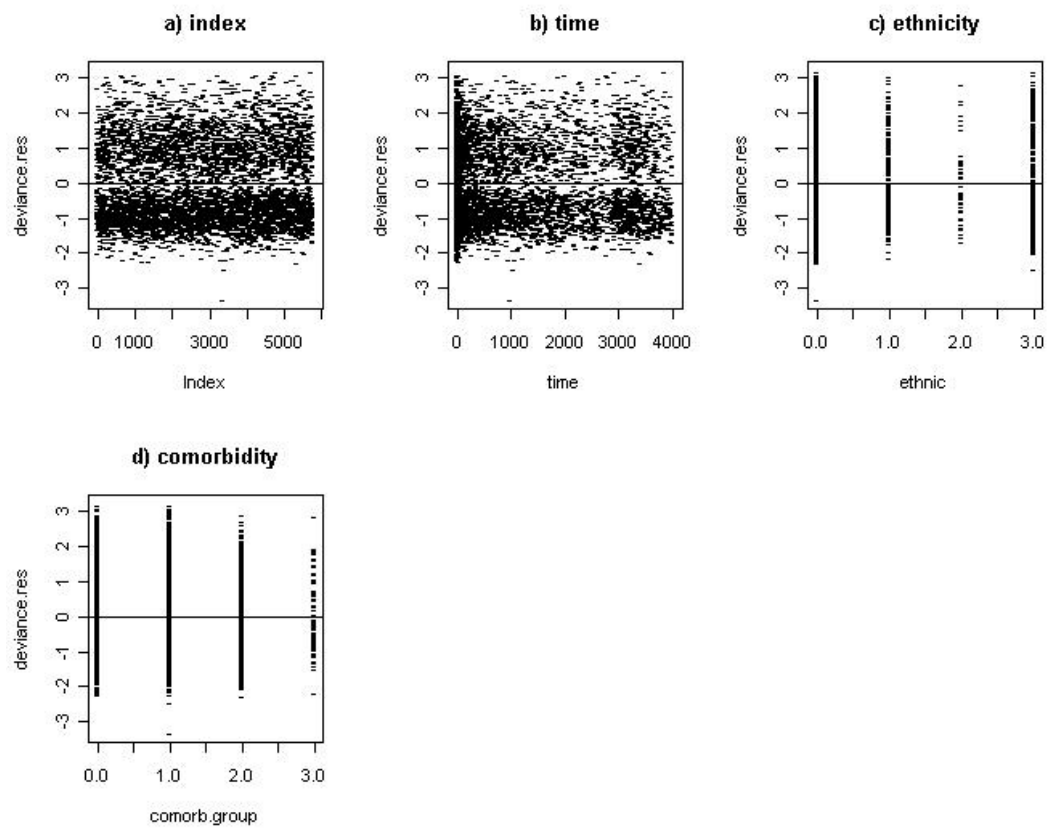 a) index
deviance.res
3
2
1
0
-1
-2
-3
0 1000 3000 5000
Index
b) time
deviance.res
3
2
1
0
-1
-2
-3
0 1000 2000 3000 4000
time
c) ethnicity
deviance.res
3
2
1
0
-1
-2
-3
0.0 1.0 2.0 3.0
ethnic
d) comorbidity
deviance.res
3
2
1
0
-1
-2
-3
0.0 1.0 2.0 3.0
comorb.group